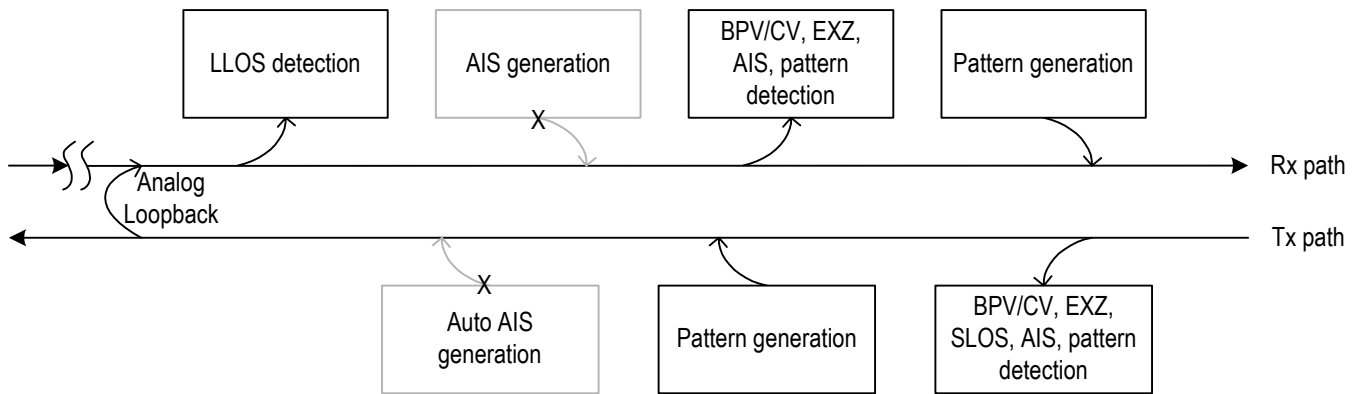 LLOS detection
AIS generation
BPV/CV, EXZ,
AIS, pattern
detection
Pattern generation
X
Rx path
Analog
Loopback
Tx path
X
Auto AIS
generation
Pattern generation
BPV/CV, EXZ,
SLOS, AIS, pattern
detection